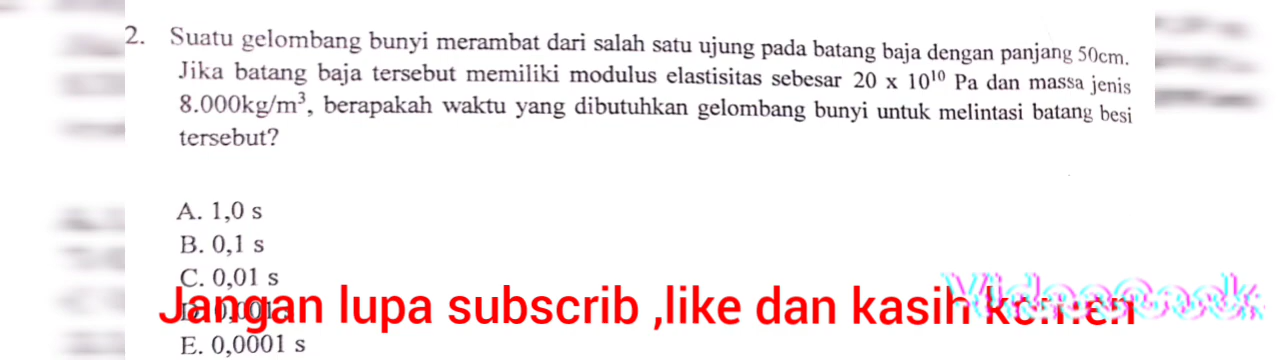 2. Suatu gelombang bunyi merambat dari salah satu ujung pada batang baja dengan panjang 50cm.
Jika batang baja tersebut memiliki modulus elastisitas sebesar 20 x 10¹⁰ Pa dan massa jenis
8.000kg/m³, berapakah waktu yang dibutuhkan gelombang bunyi untuk melintasi batang besi
tersebut?
A. 1,0 s
B. 0,1 s
C. 0,01 s
Jangan lupa subscrib ,like dan kasih komen
E. 0,0001 s